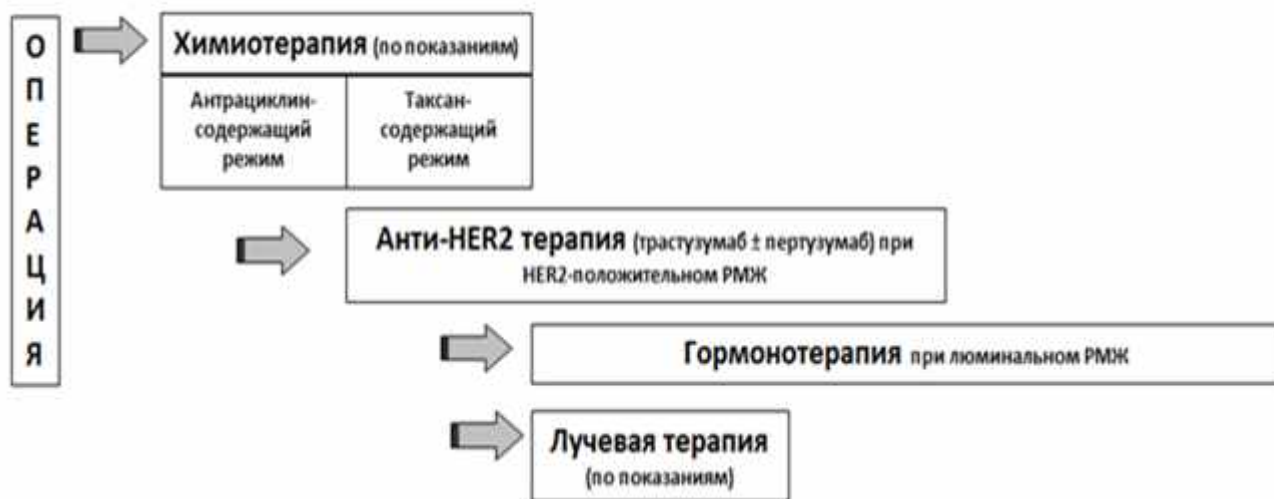 ОПЕРАЦИЯ
Химиотерапия (по показаниям)
Антрациклин-
содержащий
режим
Таксан-
содержащий
режим
Анти-HER2 терапия (трастузумаб ± пертузумаб) при
HER2-положительном РМЖ
Гормонотерапия при люминальном РМЖ
Лучевая терапия
(по показаниям)